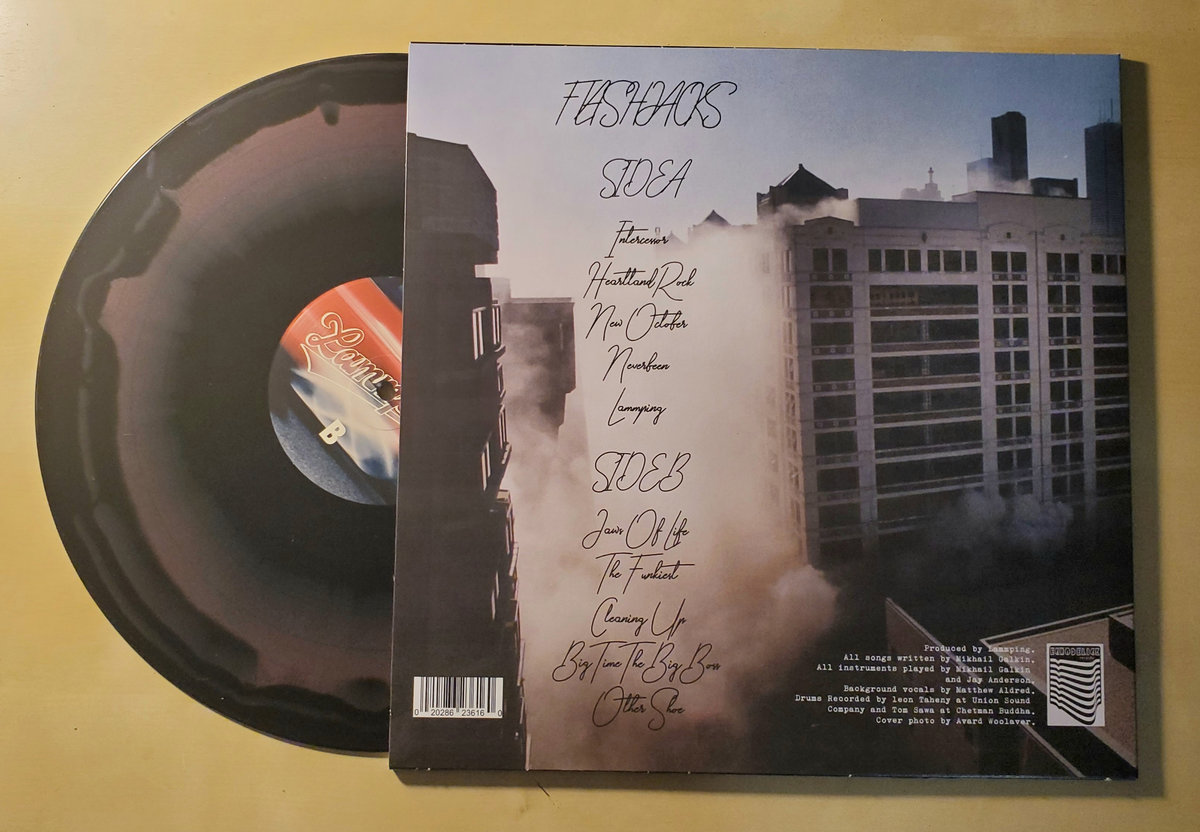 FLASHJACKS
SIDE A
Intercessor
Heartland Rock
New October
Neverbeen
Lammping
SIDE B
Jaws Of Life
The Funkiest
Cleaning Up
Big Time The Big Boss
Other Shoe
Produced by Lammping.
All songs written by Mikhail Galkin.
All instruments played by Mikhail Galkin
and Jay Anderson.
Background vocals by Matthew Aldred.
Drums Recorded by leon Taheny at Union Sound
Company and Tom Sawa at Chetman Buddha.
Cover photo by Avard Woolaver.
0 20286 23616 0
B